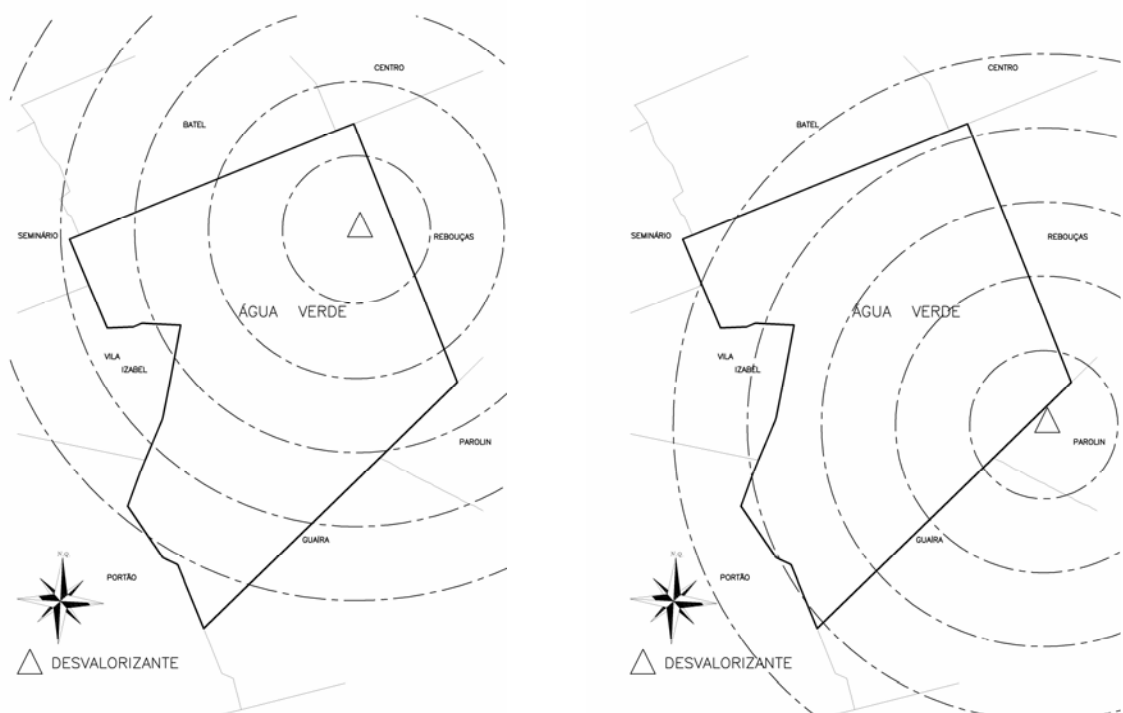 CENTRO
BATEL
SEMINÁRIO
REBOUÇAS
ÁGUA VERDE
VILA
IZABEL
PAROLIN
GUAÍRA
PORTÃO
DESVALORIZANTE
CENTRO
BATEL
SEMINÁRIO
REBOUÇAS
ÁGUA VERDE
VILA
IZABEL
PAROLIN
GUAÍRA
PORTÃO
DESVALORIZANTE